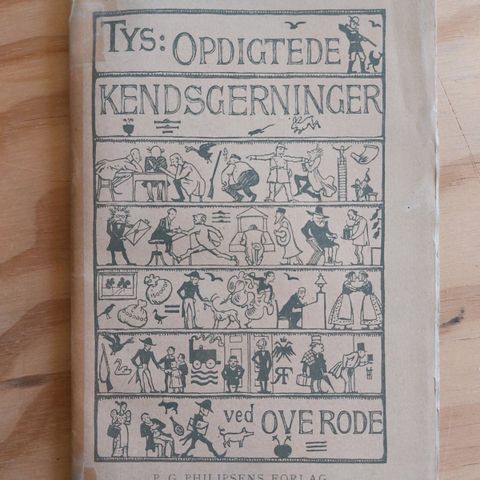 TYS: OPDIGTEDE
KENDSGERNINGER
ved OVE RODE
P. G. PHILIPSENS FORLAG